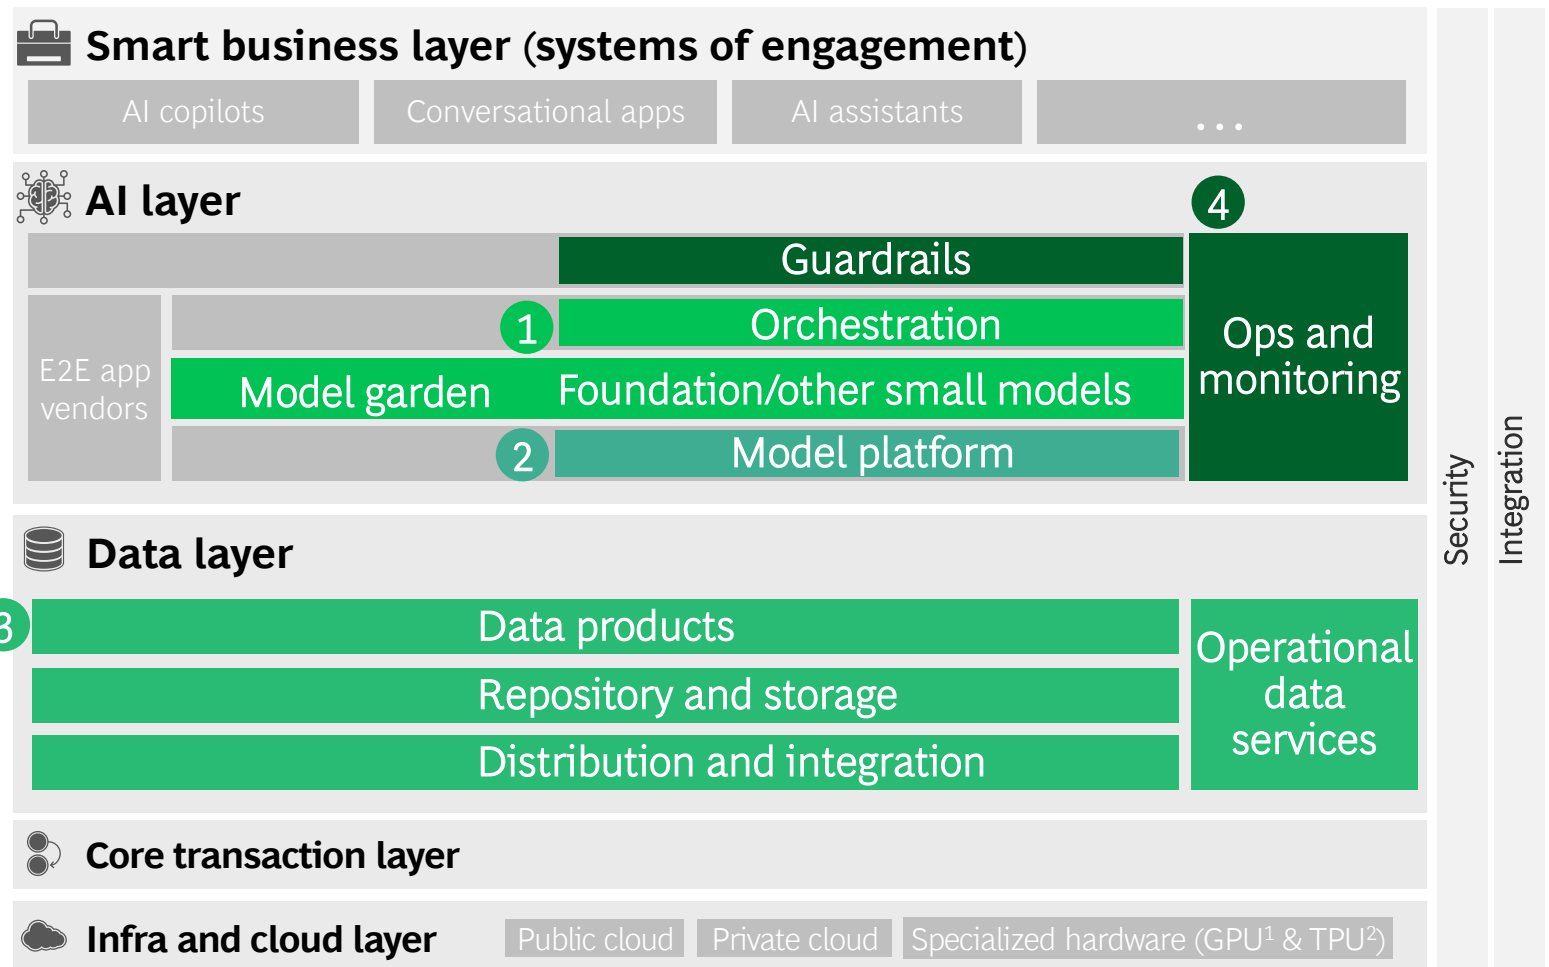 Smart business layer (systems of engagement)
AI copilots
Conversational apps
AI assistants
...
AI layer
4
Guardrails
1
Orchestration
Ops and
monitoring
E2E app
vendors
Model garden
Foundation/other small models
2
Model platform
Data layer
3
Data products
Repository and storage
Distribution and integration
Operational
data
services
Core transaction layer
Infra and cloud layer
Public cloud
Private cloud
Specialized hardware (GPU¹ & TPU²)
Security
Integration